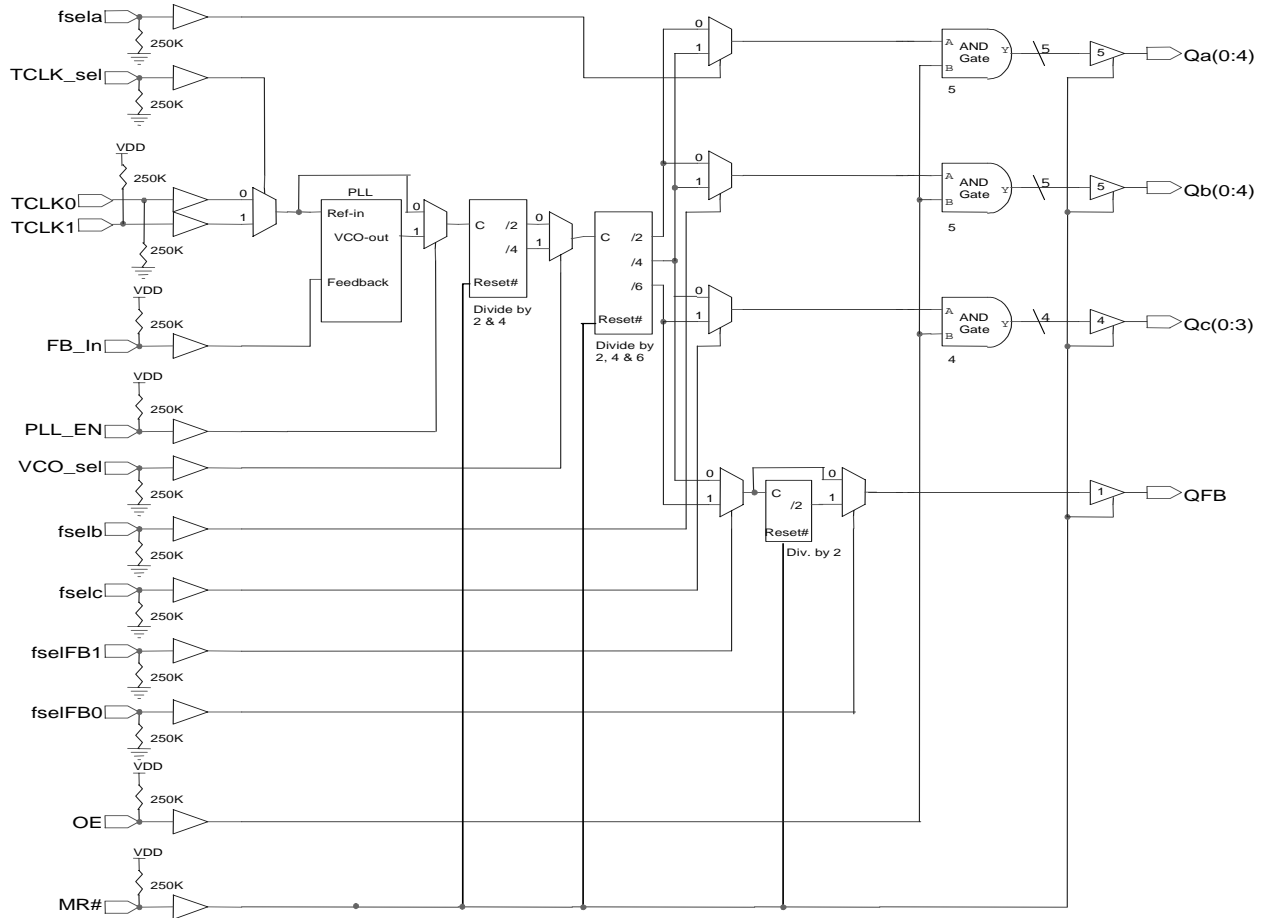 fsela
250K
TCLK_sel
250K
VDD
250K
TCLK0
TCLK1
0
1
250K
PLL
Ref-in
VCO-out
Feedback
0
1
C
/2
/4
Reset#
Divide by
2 & 4
0
1
C
/2
/4
/6
Reset#
Divide by
2, 4 & 6
VDD
250K
FB_In
VDD
250K
PLL_EN
VCO_sel
250K
fselb
250K
fselc
250K
fselFB1
250K
fselFB0
250K
VDD
250K
OE
VDD
250K
MR#
0
1
A
B
AND
Gate
Y
5
5
5
Qa(0:4)
0
1
A
B
AND
Gate
Y
5
5
5
Qb(0:4)
0
1
A
B
AND
Gate
Y
4
4
4
Qc(0:3)
0
1
C
/2
Reset#
Div. by 2
0
1
1
QFB